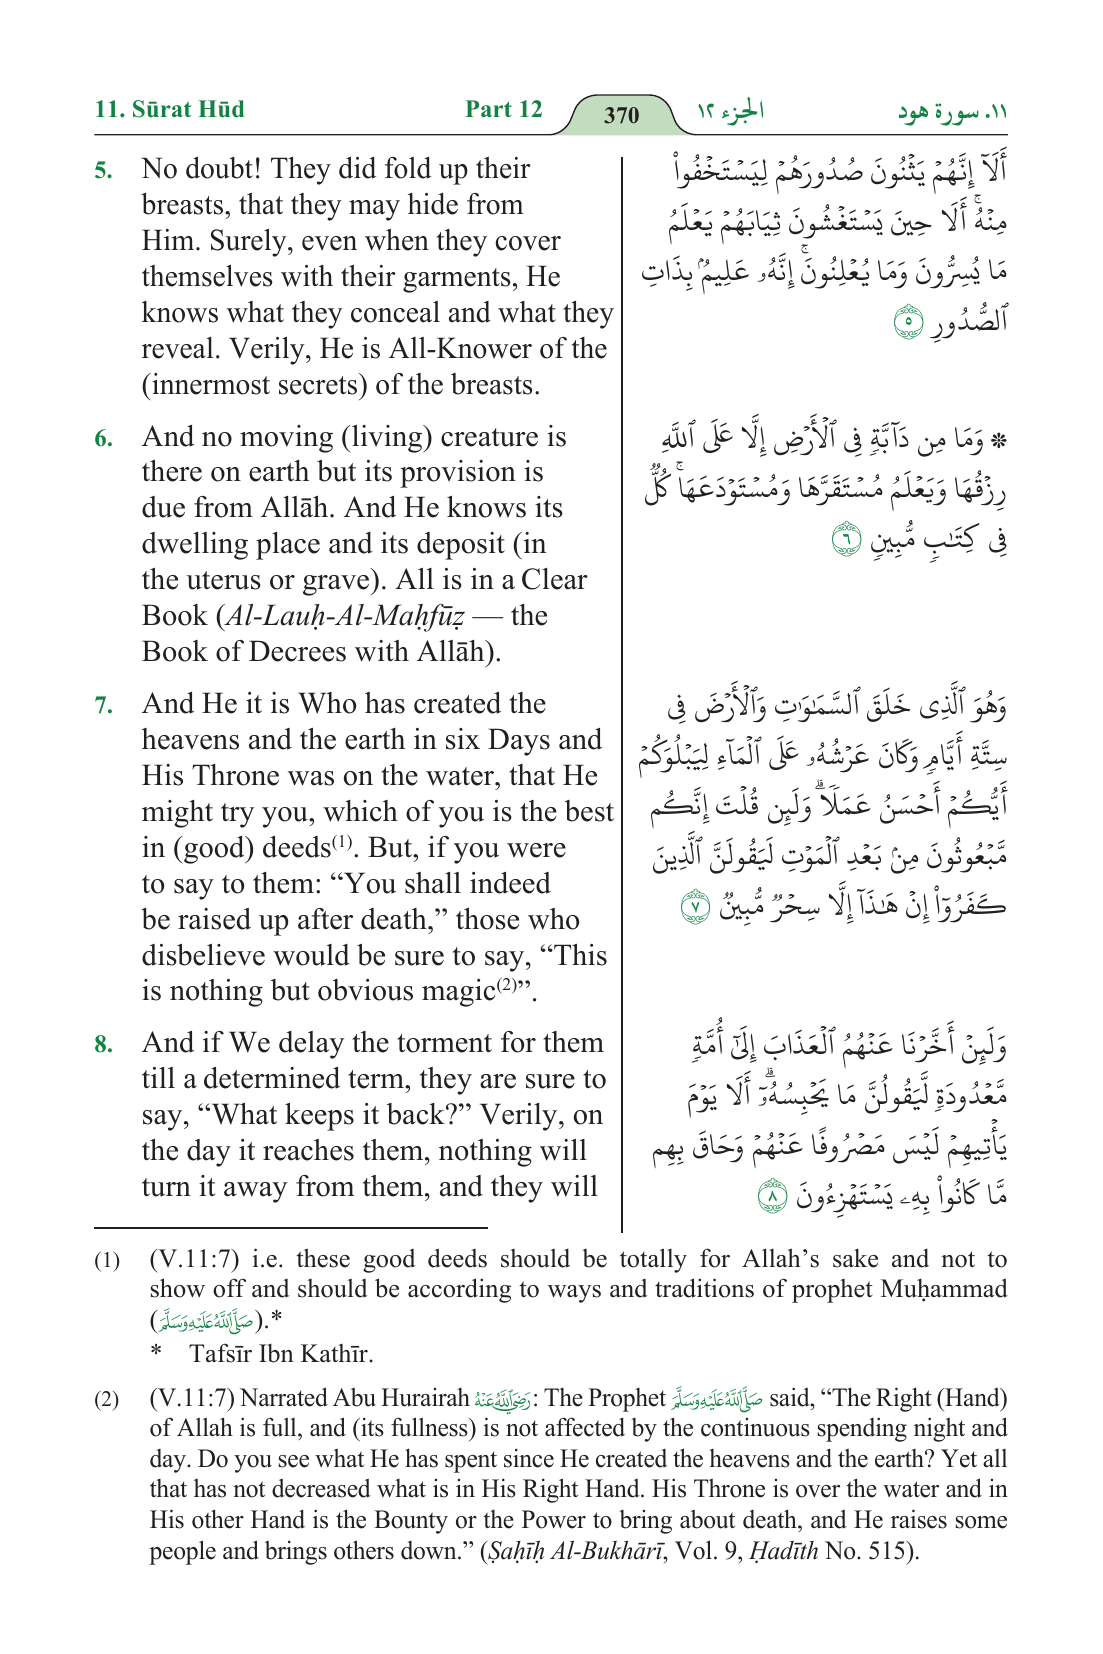 11. Sūrat Hūd
Part 12
370
الجزء ١٢
١١. سورة هود
5. No doubt! They did fold up their
breasts, that they may hide from
Him. Surely, even when they cover
themselves with their garments, He
knows what they conceal and what they
reveal. Verily, He is All-Knower of the
(innermost secrets) of the breasts.
أَلَآ إِنَّهُمۡ يَثۡنُونَ صُدُورَهُمۡ لِيَسۡتَخۡفُواْ
مِنۡهُۚ أَلَا حِينَ يَسۡتَغۡشُونَ ثِيَابَهُمۡ يَعۡلَمُ
مَا يُسِرُّونَ وَمَا يُعۡلِنُونَۚ إِنَّهُۥ عَلِيمُۢ بِذَاتِ
ٱلصُّدُورِ ٥
6. And no moving (living) creature is
there on earth but its provision is
due from Allāh. And He knows its
dwelling place and its deposit (in
the uterus or grave). All is in a Clear
Book (Al-Lauḥ-Al-Maḥfūẓ — the
Book of Decrees with Allāh).
۞ وَمَا مِن دَآبَّةٖ فِي ٱلۡأَرۡضِ إِلَّا عَلَى ٱللَّهِ
رِزۡقُهَا وَيَعۡلَمُ مُسۡتَقَرَّهَا وَمُسۡتَوۡدَعَهَاۚ كُلّٞ
فِي كِتَٰبٖ مُّبِينٖ ٦
7. And He it is Who has created the
heavens and the earth in six Days and
His Throne was on the water, that He
might try you, which of you is the best
in (good) deeds(1). But, if you were
to say to them: “You shall indeed
be raised up after death,” those who
disbelieve would be sure to say, “This
is nothing but obvious magic(2)”.
وَهُوَ ٱلَّذِي خَلَقَ ٱلسَّمَٰوَٰتِ وَٱلۡأَرۡضَ فِي
سِتَّةِ أَيَّامٖ وَكَانَ عَرۡشُهُۥ عَلَى ٱلۡمَآءِ لِيَبۡلُوَكُمۡ
أَيُّكُمۡ أَحۡسَنُ عَمَلٗاۗ وَلَئِن قُلۡتَ إِنَّكُم
مَّبۡعُوثُونَ مِنۢ بَعۡدِ ٱلۡمَوۡتِ لَيَقُولَنَّ ٱلَّذِينَ
كَفَرُوٓاْ إِنۡ هَٰذَآ إِلَّا سِحۡرٞ مُّبِينٞ ٧
8. And if We delay the torment for them
till a determined term, they are sure to
say, “What keeps it back?” Verily, on
the day it reaches them, nothing will
turn it away from them, and they will
وَلَئِنۡ أَخَّرۡنَا عَنۡهُمُ ٱلۡعَذَابَ إِلَىٰٓ أُمَّةٖ
مَّعۡدُودَةٖ لَّيَقُولُنَّ مَا يَحۡبِسُهُۥٓۗ أَلَا يَوۡمَ
يَأۡتِيهِمۡ لَيۡسَ مَصۡرُوفًا عَنۡهُمۡ وَحَاقَ بِهِم
مَّا كَانُواْ بِهِۦ يَسۡتَهۡزِءُونَ ٨
(1) (V.11:7) i.e. these good deeds should be totally for Allah’s sake and not to
show off and should be according to ways and traditions of prophet Muḥammad
(صَلَّى ٱللَّهُ عَلَيْهِ وَسَلَّمَ).*
* Tafsīr Ibn Kathīr.
(2) (V.11:7) Narrated Abu Hurairah رَضِيَ ٱللَّهُ عَنْهُ: The Prophet صَلَّى ٱللَّهُ عَلَيْهِ وَسَلَّمَ said, “The Right (Hand)
of Allah is full, and (its fullness) is not affected by the continuous spending night and
day. Do you see what He has spent since He created the heavens and the earth? Yet all
that has not decreased what is in His Right Hand. His Throne is over the water and in
His other Hand is the Bounty or the Power to bring about death, and He raises some
people and brings others down.” (Ṣaḥīḥ Al-Bukhārī, Vol. 9, Ḥadīth No. 515).